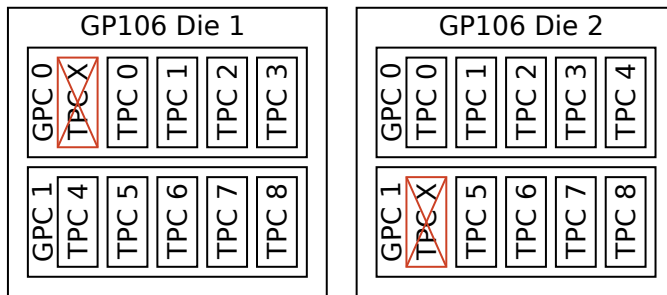 GP106 Die 1
GPC 0
TPC X
TPC 0
TPC 1
TPC 2
TPC 3
GPC 1
TPC 4
TPC 5
TPC 6
TPC 7
TPC 8
GP106 Die 2
GPC 0
TPC 0
TPC 1
TPC 2
TPC 3
TPC 4
GPC 1
TPC X
TPC 5
TPC 6
TPC 7
TPC 8